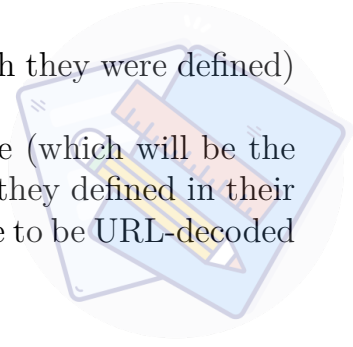 h they were defined)
e (which will be the
they defined in their
e to be URL-decoded